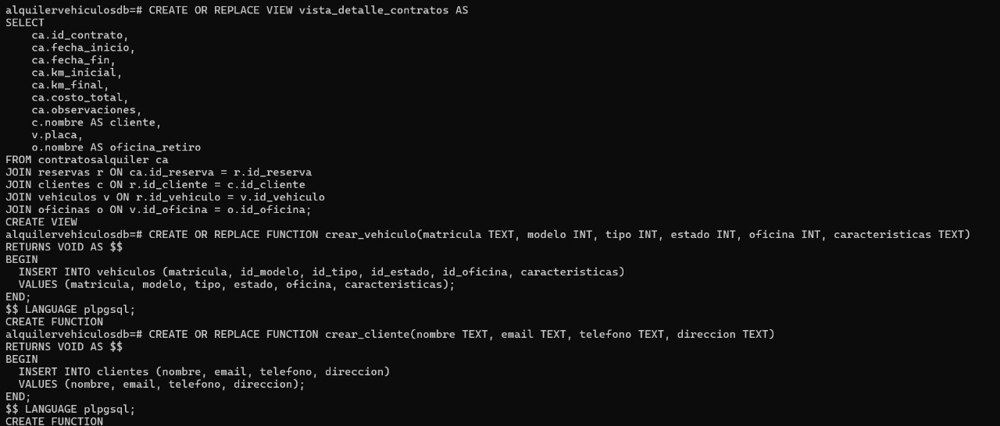 alquilervehiculosdb=# CREATE OR REPLACE VIEW vista_detalle_contratos AS
SELECT
    ca.id_contrato,
    ca.fecha_inicio,
    ca.fecha_fin,
    ca.km_inicial,
    ca.km_final,
    ca.costo_total,
    ca.observaciones,
    c.nombre AS cliente,
    v.placa,
    o.nombre AS oficina_retiro
FROM contratosalquiler ca
JOIN reservas r ON ca.id_reserva = r.id_reserva
JOIN clientes c ON r.id_cliente = c.id_cliente
JOIN vehiculos v ON r.id_vehiculo = v.id_vehiculo
JOIN oficinas o ON v.id_oficina = o.id_oficina;
CREATE VIEW
alquilervehiculosdb=# CREATE OR REPLACE FUNCTION crear_vehiculo(matricula TEXT, modelo INT, tipo INT, estado INT, oficina INT, caracteristicas TEXT)
RETURNS VOID AS $$
BEGIN
  INSERT INTO vehiculos (matricula, id_modelo, id_tipo, id_estado, id_oficina, caracteristicas)
  VALUES (matricula, modelo, tipo, estado, oficina, caracteristicas);
END;
$$ LANGUAGE plpgsql;
CREATE FUNCTION
alquilervehiculosdb=# CREATE OR REPLACE FUNCTION crear_cliente(nombre TEXT, email TEXT, telefono TEXT, direccion TEXT)
RETURNS VOID AS $$
BEGIN
  INSERT INTO clientes (nombre, email, telefono, direccion)
  VALUES (nombre, email, telefono, direccion);
END;
$$ LANGUAGE plpgsql;
CREATE FUNCTION